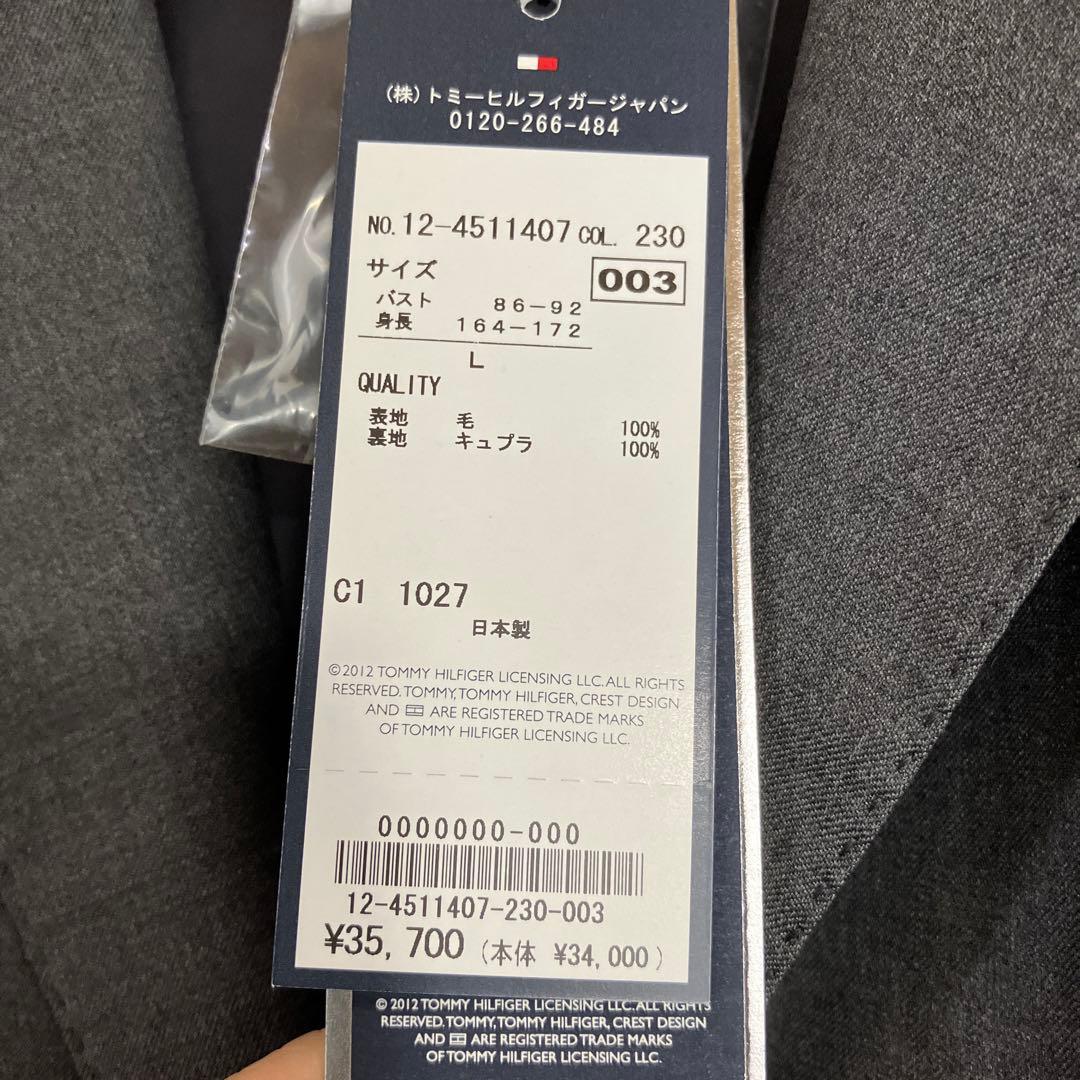 (株)トミーヒルフィガージャパン
0120-266-484
NO. 12-4511407 COL. 230
サイズ 003
バスト 86-92
身長 164-172
L
QUALITY
表地 毛 100%
裏地 キュプラ 100%
C1 1027
日本製
©2012 TOMMY HILFIGER LICENSING LLC. ALL RIGHTS
RESERVED. TOMMY, TOMMY HILFIGER, CREST DESIGN
AND ARE REGISTERED TRADE MARKS
OF TOMMY HILFIGER LICENSING LLC.
0000000-000
12-4511407-230-003
¥35,700 (本体 ¥34,000)
©2012 TOMMY HILFIGER LICENSING LLC. ALL RIGHTS
RESERVED. TOMMY, TOMMY HILFIGER, CREST DESIGN
AND ARE REGISTERED TRADE MARKS
OF TOMMY HILFIGER LICENSING LLC.